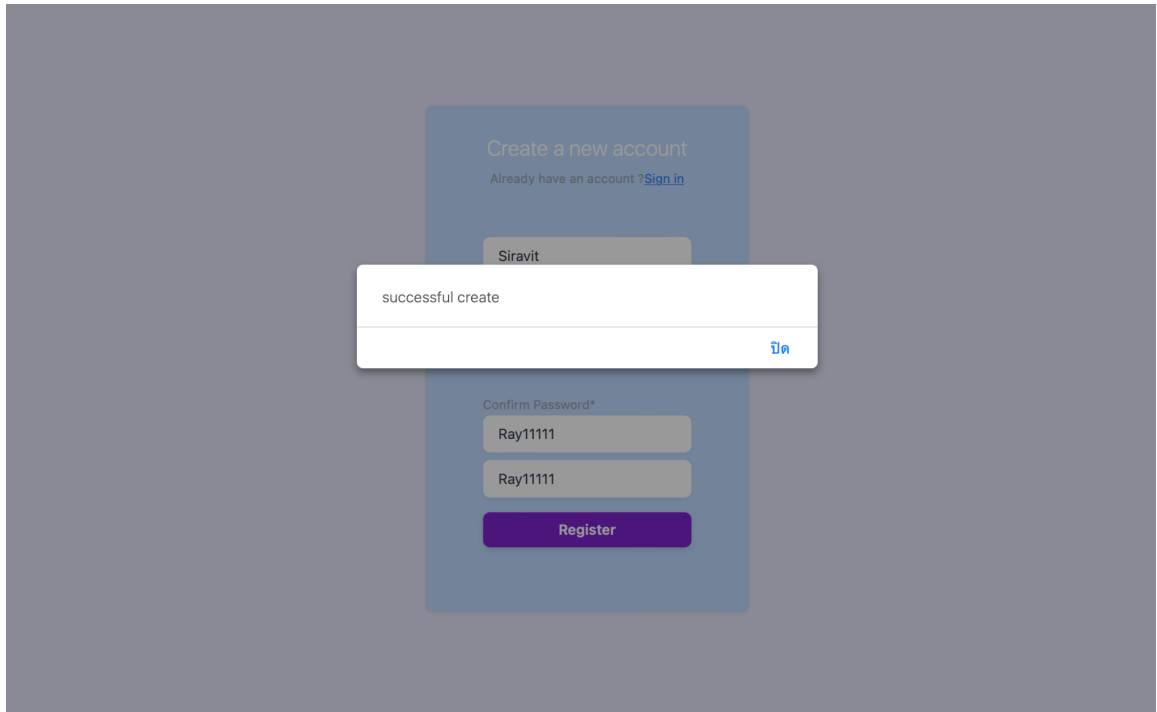 Create a new account
Already have an account ?Sign in
Siravit
successful create
ปิด
Confirm Password*
Ray11111
Ray11111
Register